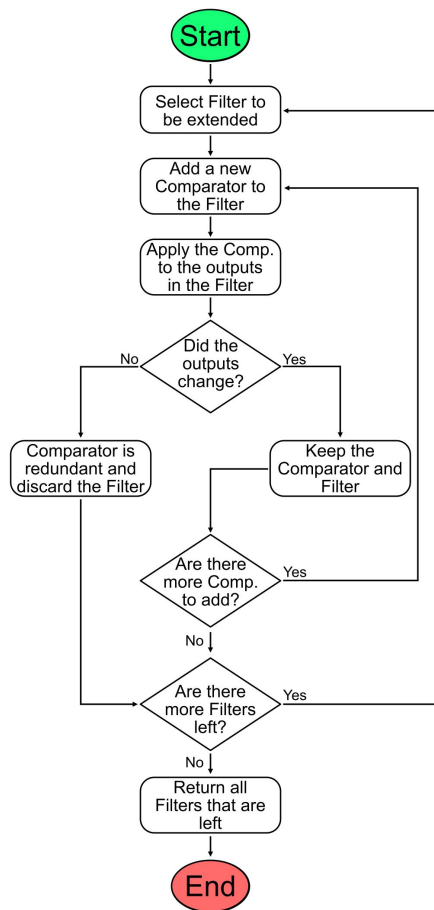 Start
Select Filter to
be extended
Add a new
Comparator to
the Filter
Apply the Comp.
to the outputs
in the Filter
Did the
outputs
change?
No
Yes
Comparator is
redundant and
discard the Filter
Keep the
Comparator and
Filter
Are there
more Comp.
to add?
Yes
No
Are there
more Filters
left?
Yes
No
Return all
Filters that are
left
End